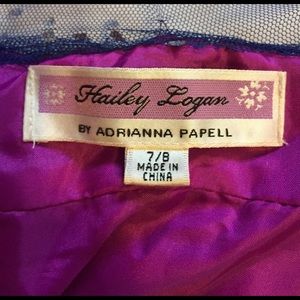 Hailey Logan
BY ADRIANNA PAPELL
7/8
MADE IN
CHINA